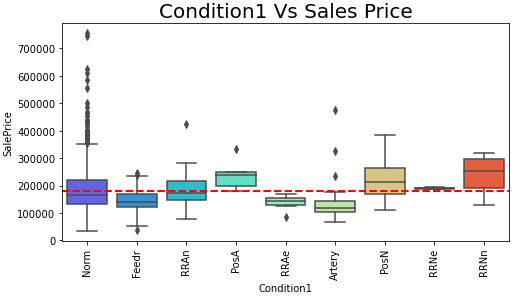 Condition1 Vs Sales Price
SalePrice
700000
600000
500000
400000
300000
200000
100000
0
Norm
Feedr
RRAn
PosA
RRAe
Artery
PosN
RRNe
RRNn
Condition1